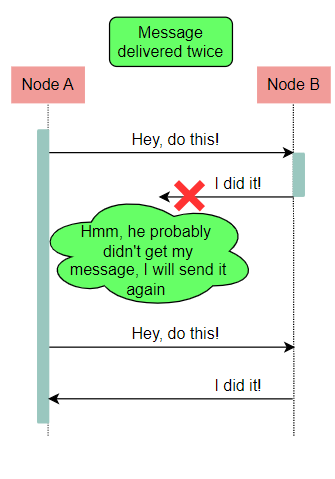 Message
delivered twice
Node A
Node B
Hey, do this!
I did it!
Hmm, he probably
didn't get my
message, I will send it
again
Hey, do this!
I did it!